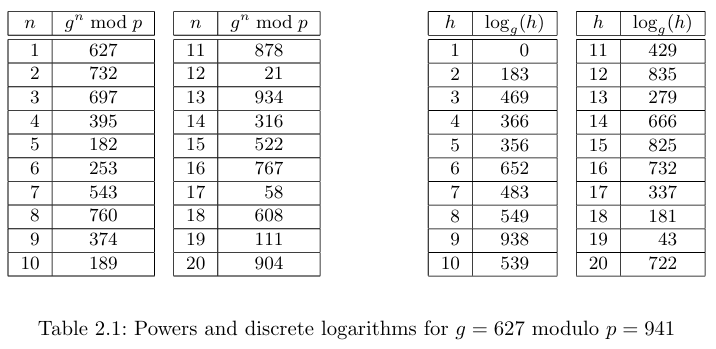 n g^n mod p n g^n mod p h log_g(h) h log_g(h)
1 627 11 878 1 0 11 429
2 732 12 21 2 183 12 835
3 697 13 934 3 469 13 279
4 395 14 316 4 366 14 666
5 182 15 522 5 356 15 825
6 253 16 767 6 652 16 732
7 543 17 58 7 483 17 337
8 760 18 608 8 549 18 181
9 374 19 111 9 938 19 43
10 189 20 904 10 539 20 722
Table 2.1: Powers and discrete logarithms for g = 627 modulo p = 941